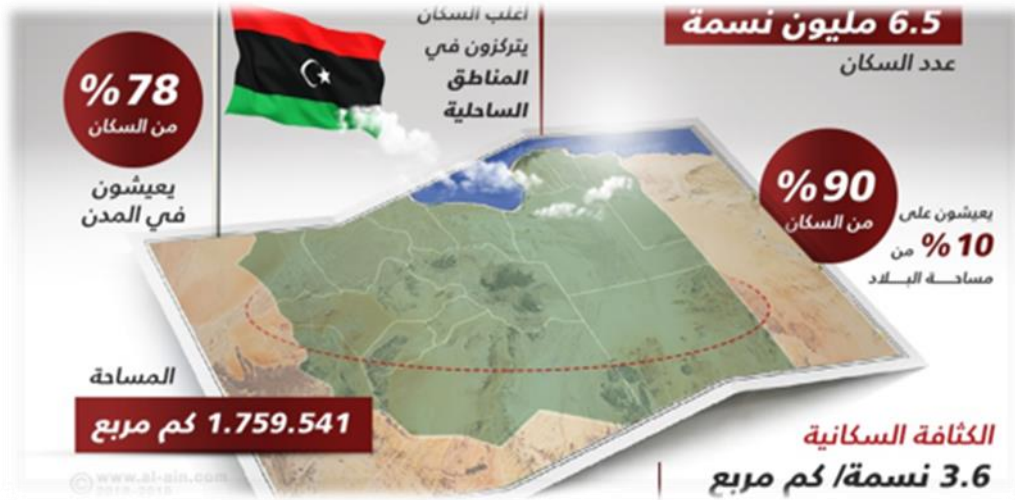 6.5 مليون نسمة
عدد السكان
أغلب السكان
يتركزون في
المناطق
الساحلية
%78
من السكان
يعيشون
في المدن
%90
من السكان
يعيشون على
10% من
مساحة البلاد
المساحة
1.759.541 كم مربع
الكثافة السكانية
3.6 نسمة/ كم مربع
© www.al-ain.com
2018-2019